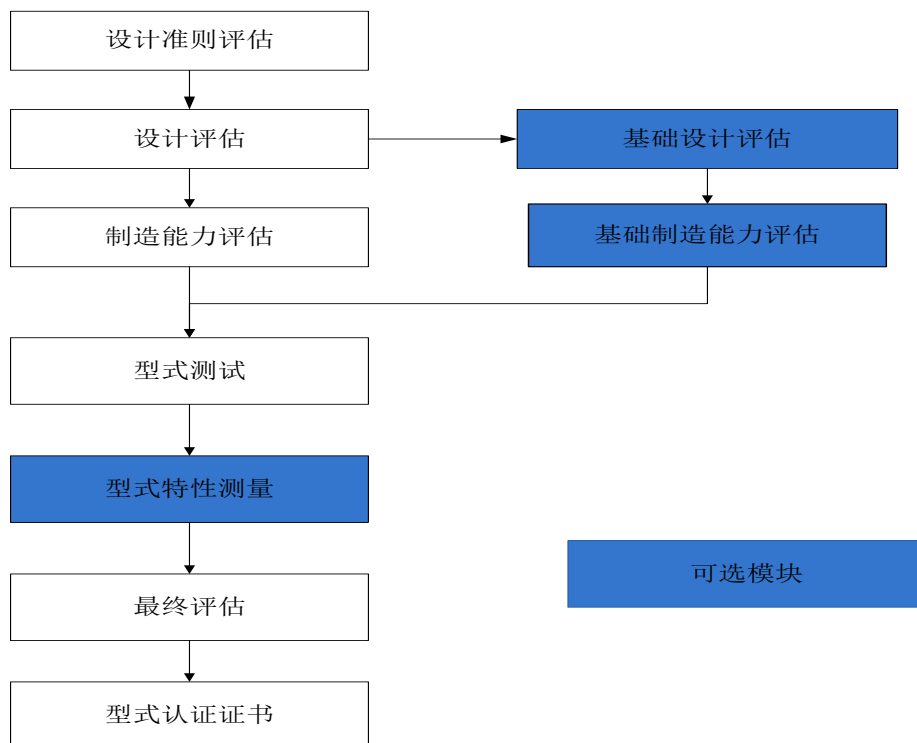 设计准则评估
设计评估
基础设计评估
制造能力评估
基础制造能力评估
型式测试
型式特性测量
可选模块
最终评估
型式认证证书